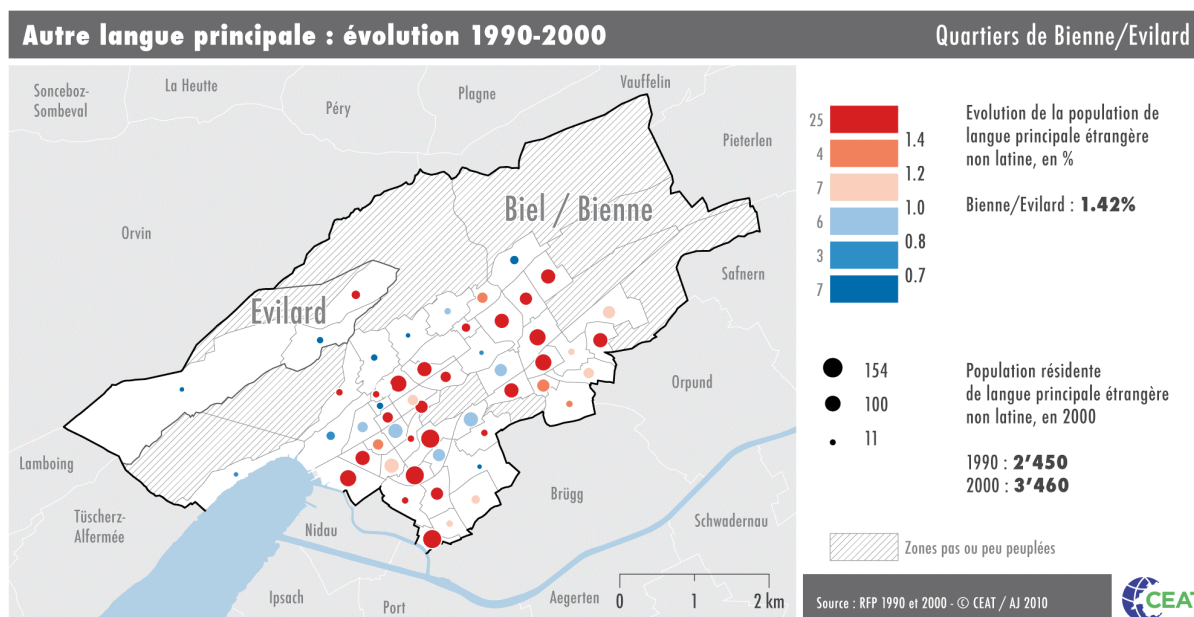 Autre langue principale : évolution 1990-2000
Quartiers de Bienne/Evilard
Sonceboz-
Sombeval
La Heutte
Péry
Plagne
Vauffelin
Pieterlen
Orvin
Biel / Bienne
Safnern
Evilard
Orpund
Lamboing
Tüscherz-
Alfermée
Nidau
Brügg
Schwadernau
Ipsach
Port
Aegerten
0 1 2 km
25
1.4
4
1.2
7
1.0
6
0.8
3
0.7
7
Evolution de la population de
langue principale étrangère
non latine, en %
Bienne/Evilard : 1.42%
154
100
11
Population résidente
de langue principale étrangère
non latine, en 2000
1990 : 2'450
2000 : 3'460
Zones pas ou peu peuplées
Source : RFP 1990 et 2000 - © CEAT / AJ 2010
CEAT